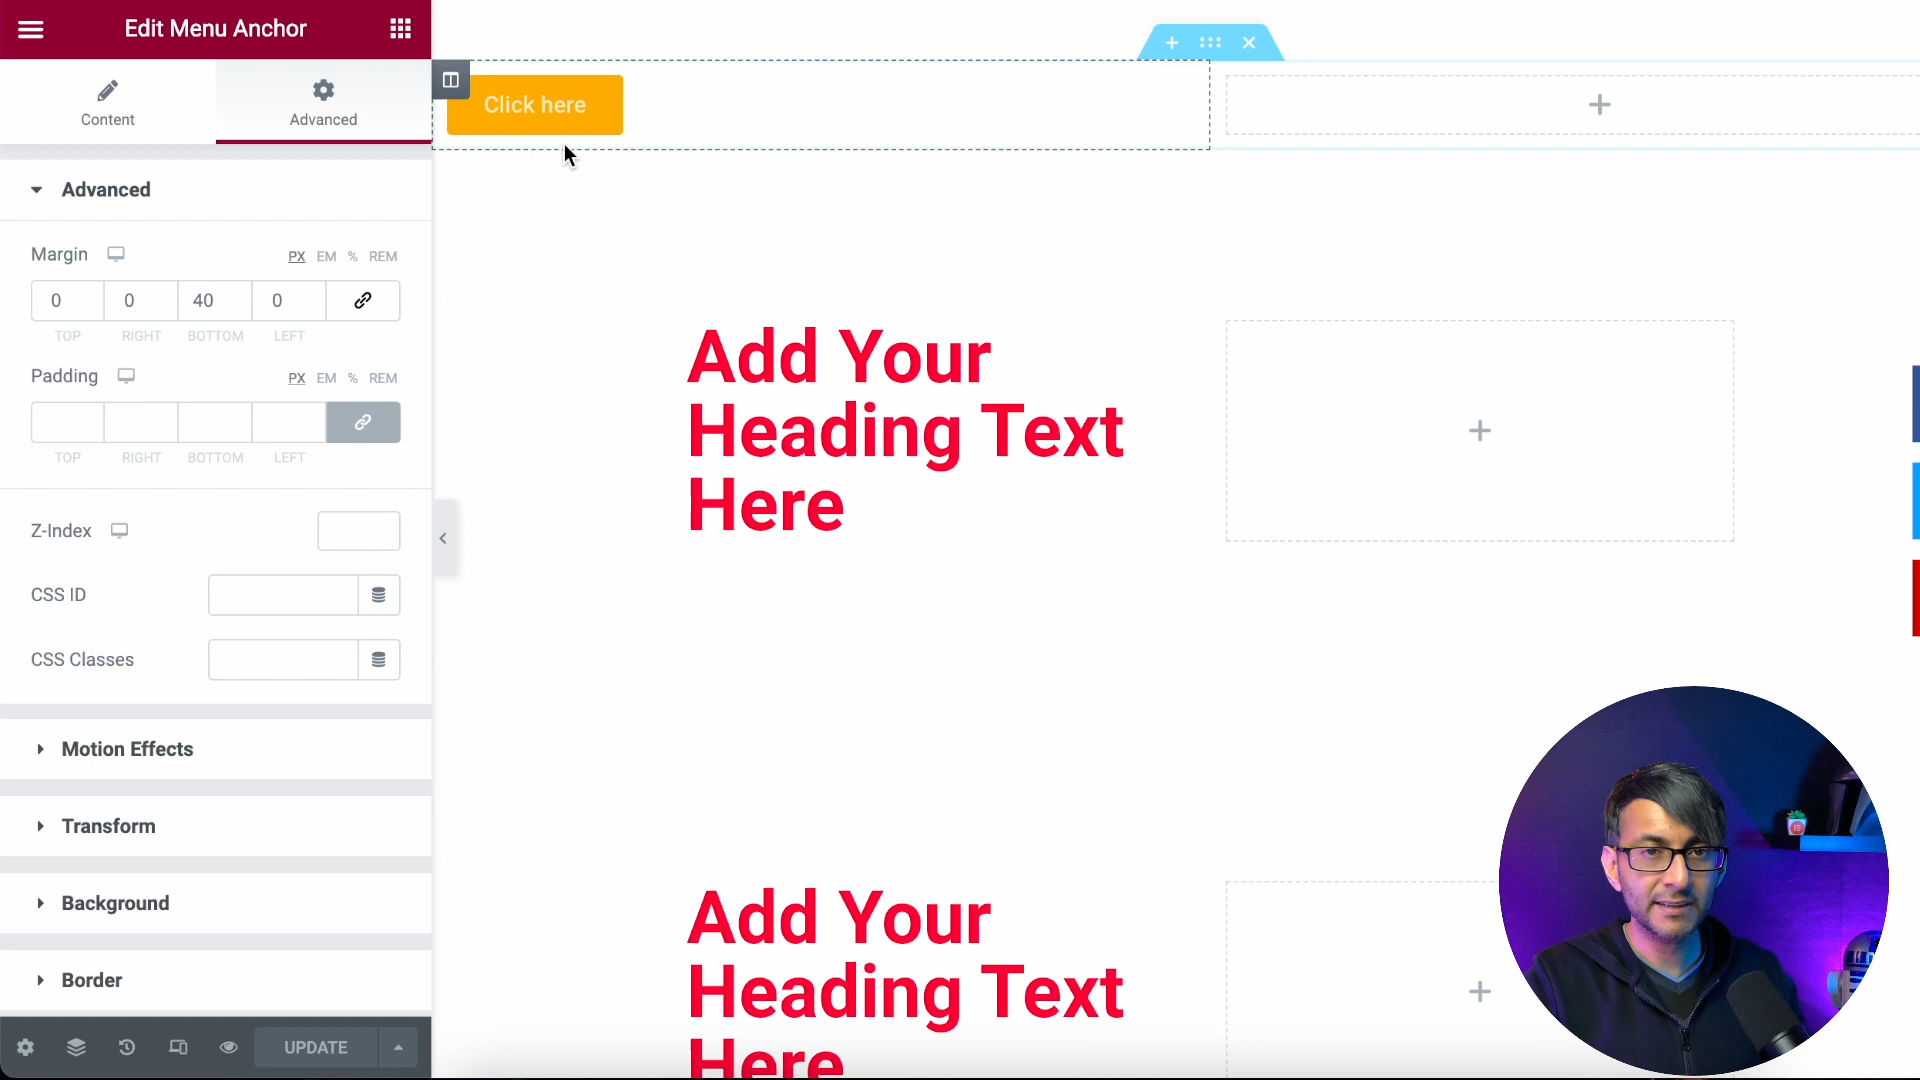 Edit Menu Anchor
Content
Advanced
Advanced
Margin
PX EM % REM
0 0 40 0
TOP RIGHT BOTTOM LEFT
Padding
PX EM % REM
TOP RIGHT BOTTOM LEFT
Z-Index
CSS ID
CSS Classes
Motion Effects
Transform
Background
Border
UPDATE
Click here
Add Your
Heading Text
Here
Add Your
Heading Text
Here